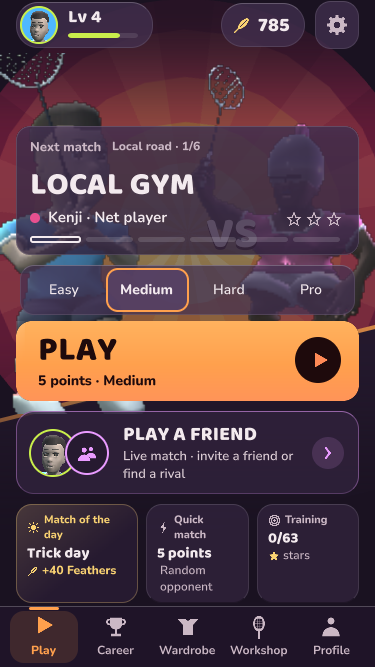 Lv 4
785
Next match Local road · 1/6
LOCAL GYM
Kenji · Net player
VS
Easy Medium Hard Pro
PLAY
5 points · Medium
PLAY A FRIEND
Live match · invite a friend or
find a rival
Match of the
day
Trick day
+40 Feathers
Quick
match
5 points
Random
opponent
Training
0/63
stars
Play Career Wardrobe Workshop Profile